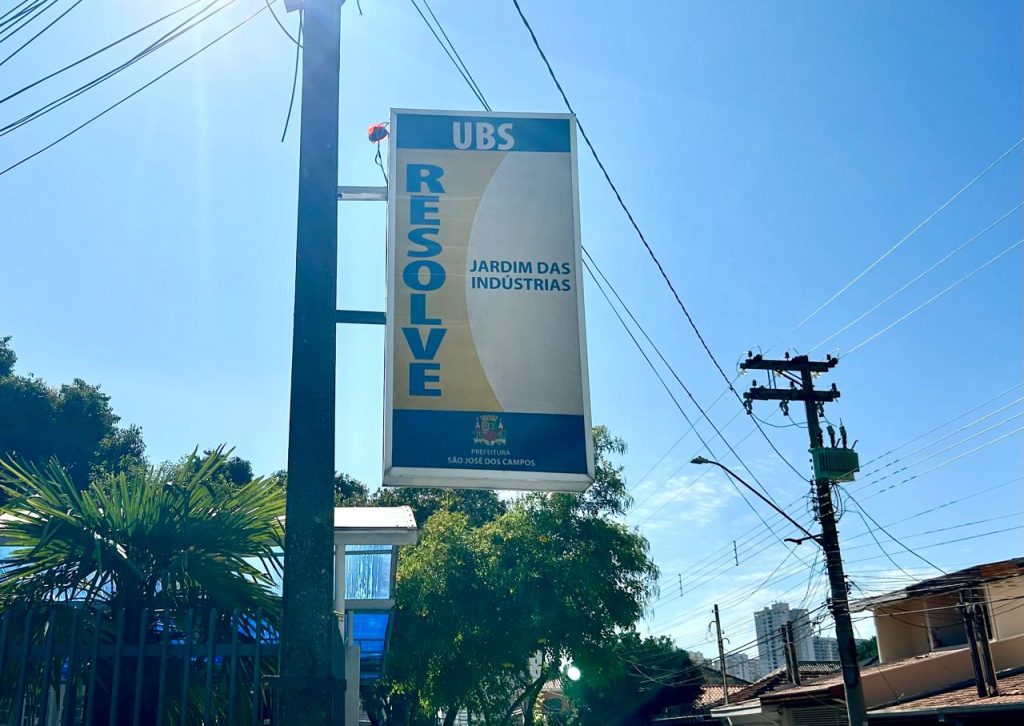 UBS
RESOLVE
JARDIM DAS
INDÚSTRIAS
PREFEITURA
SÃO JOSÉ DOS CAMPOS